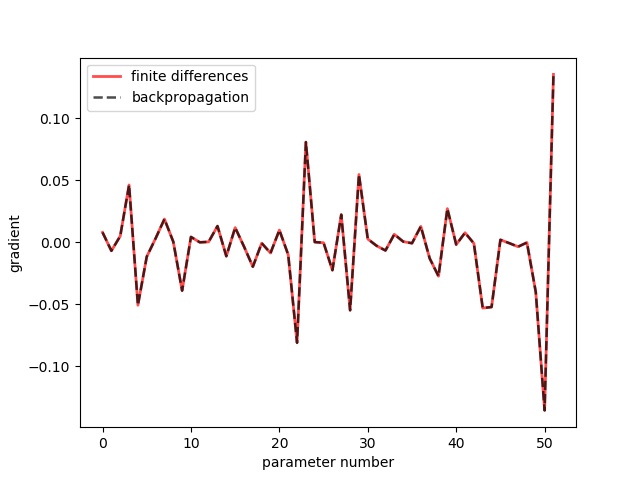 finite differences
backpropagation
0.10
0.05
0.00
−0.05
−0.10
gradient
0 10 20 30 40 50
parameter number